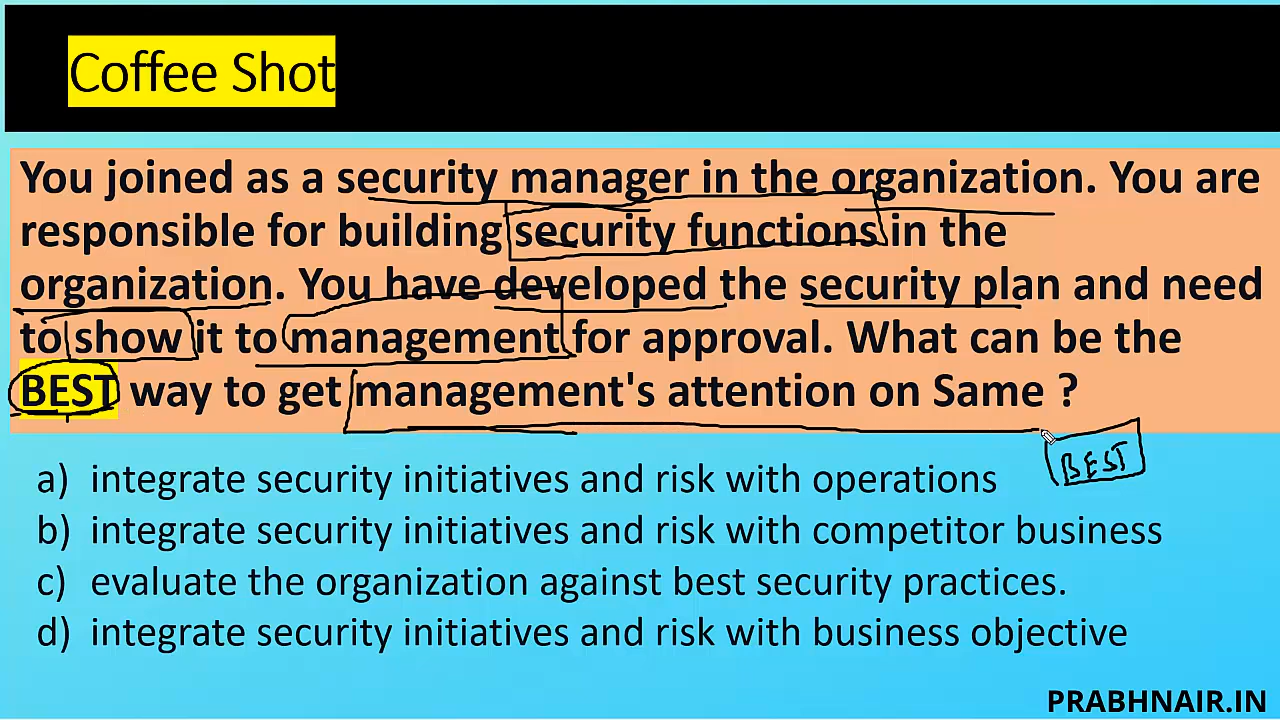 Coffee Shot
You joined as a security manager in the organization. You are
responsible for building security functions in the
organization. You have developed the security plan and need
to show it to management for approval. What can be the
BEST way to get management's attention on Same ?
BEST
a) integrate security initiatives and risk with operations
b) integrate security initiatives and risk with competitor business
c) evaluate the organization against best security practices.
d) integrate security initiatives and risk with business objective
PRABHNAIR.IN